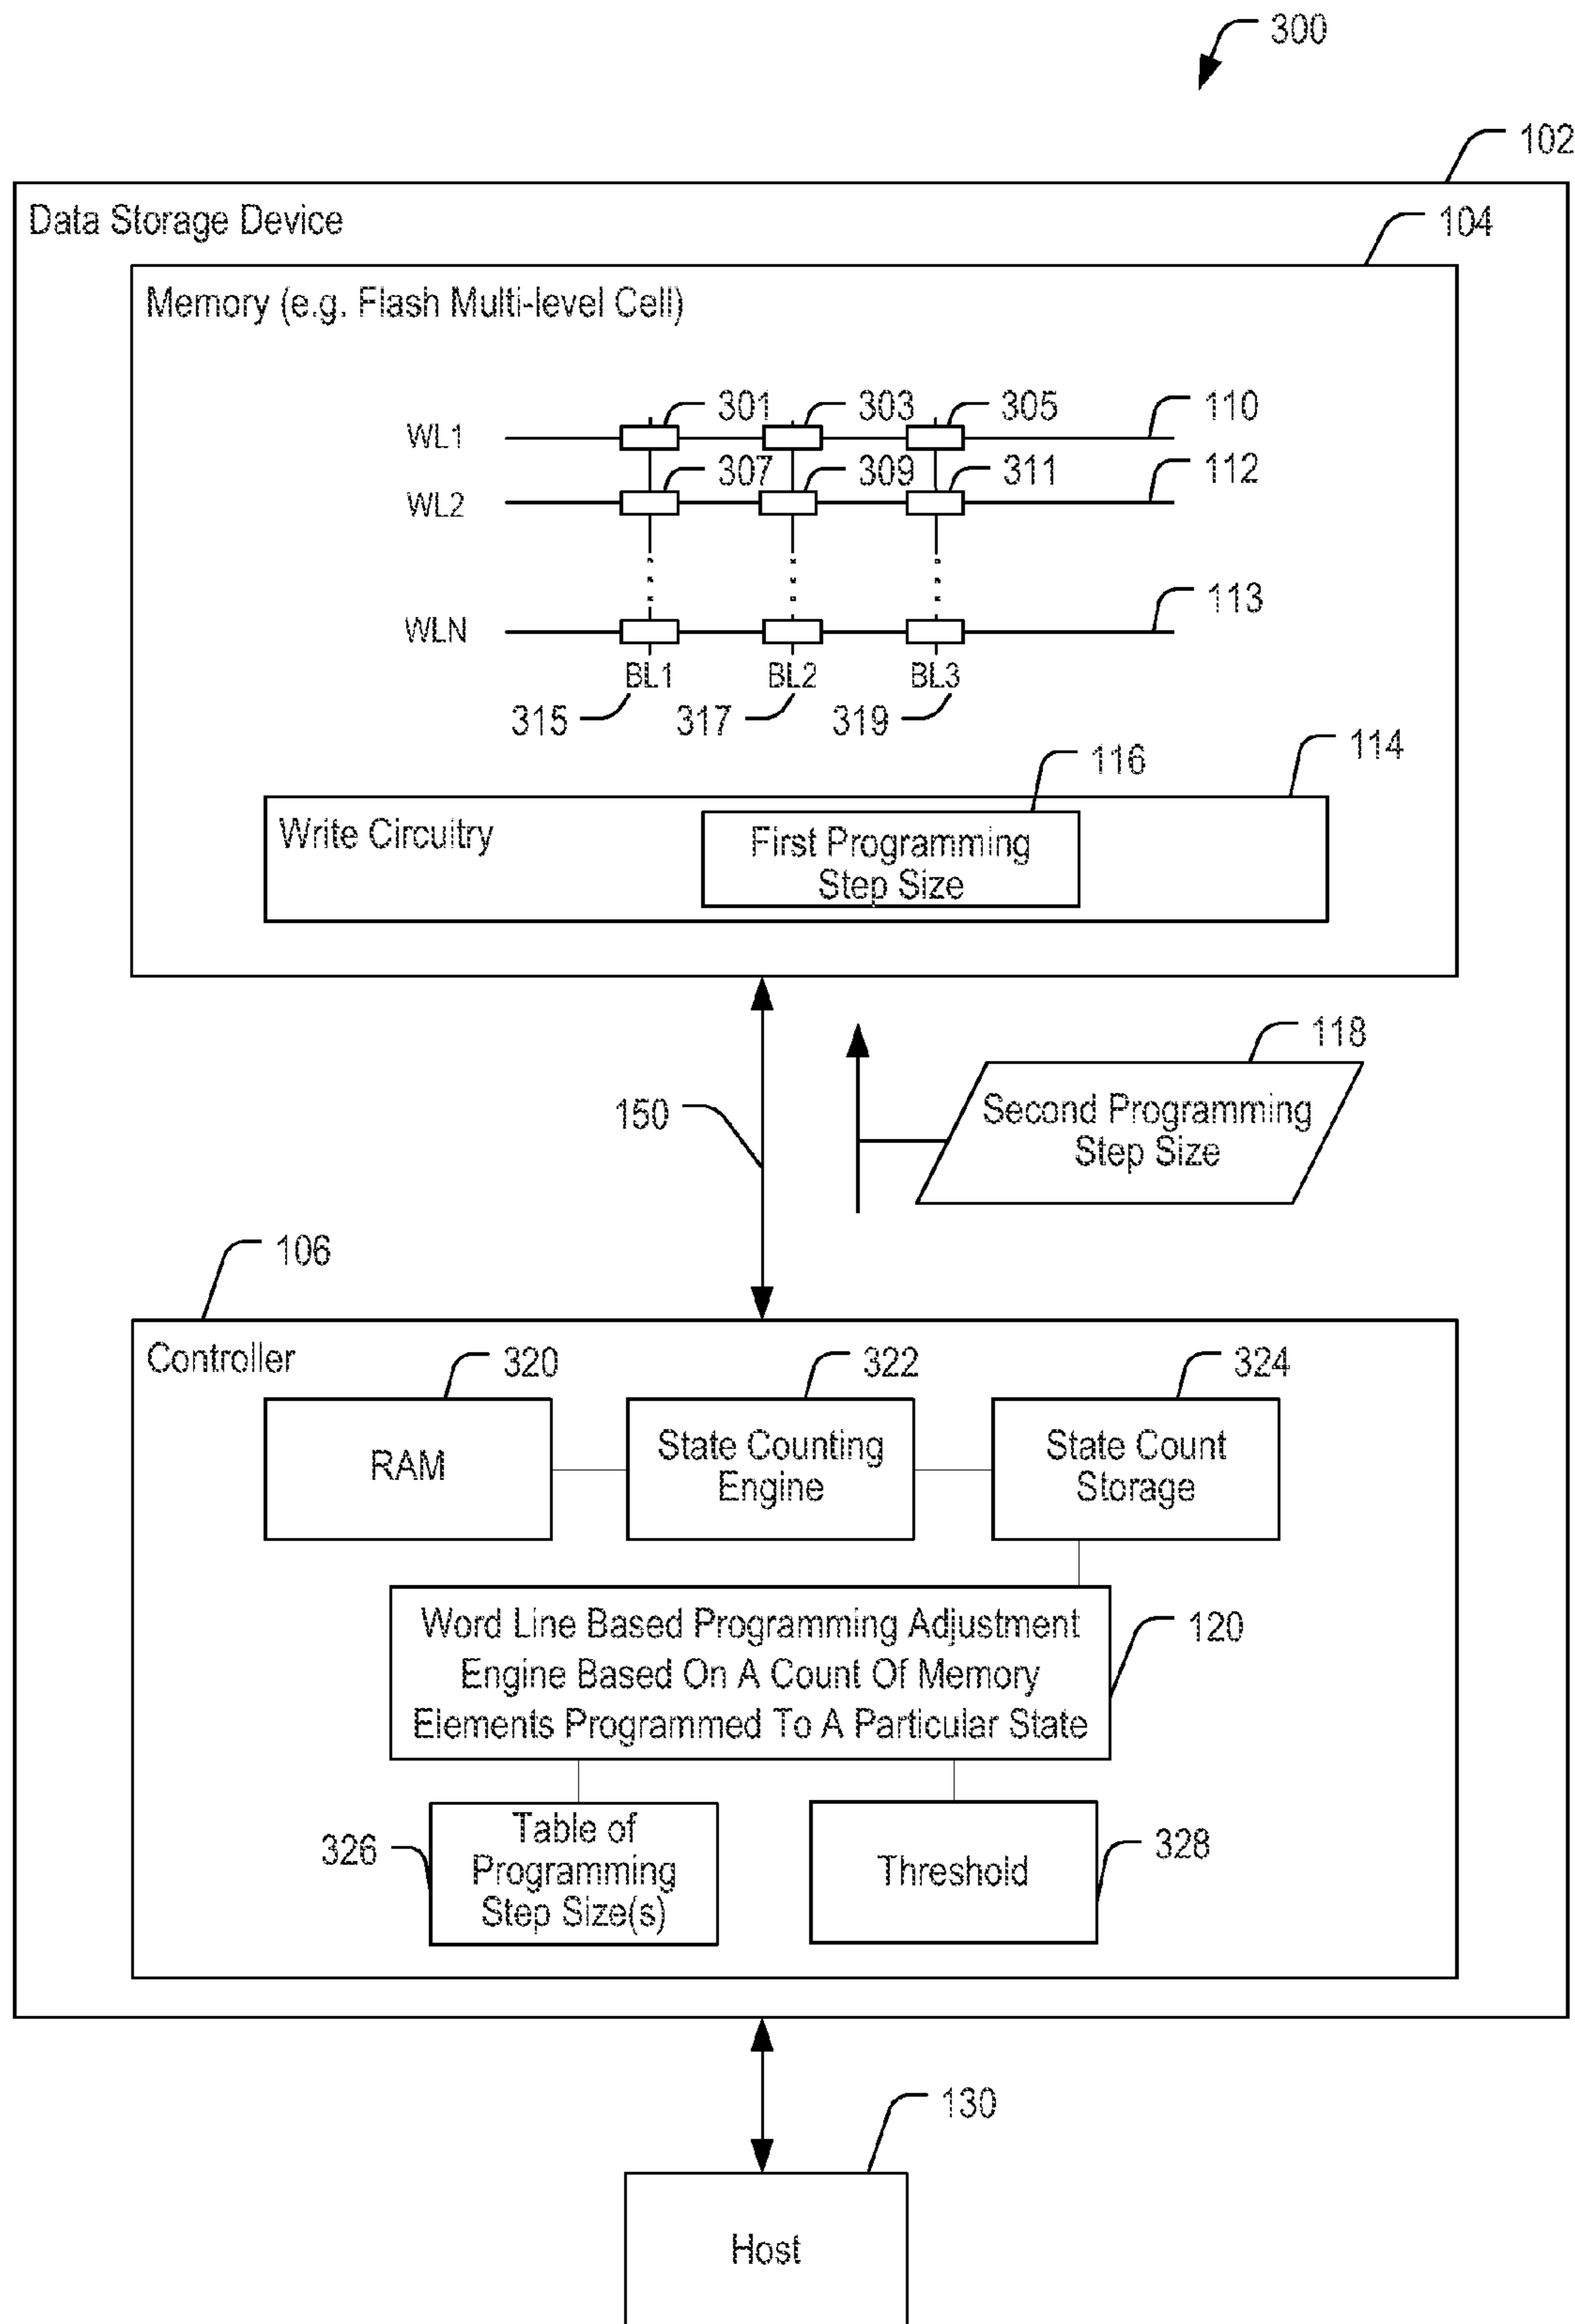 300
102
Data Storage Device
104
Memory (e.g. Flash Multi-level Cell)
301 303 305 110
WL1
307 309 311 112
WL2
113
WLN
BL1 BL2 BL3
315 317 319
116 114
Write Circuitry
First Programming
Step Size
118
150
Second Programming
Step Size
106
Controller
320 322 324
RAM
State Counting
Engine
State Count
Storage
Word Line Based Programming Adjustment
Engine Based On A Count Of Memory
Elements Programmed To A Particular State
120
326
Table of
Programming
Step Size(s)
Threshold
328
130
Host